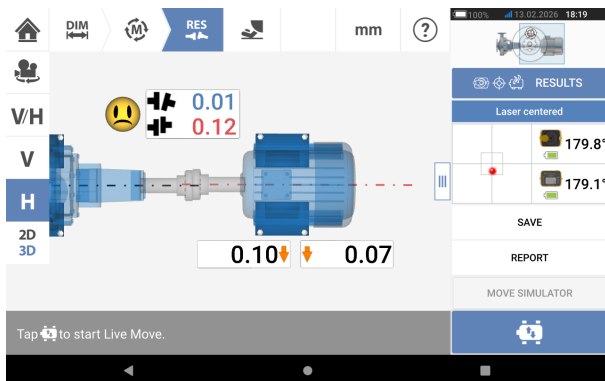 100% 13.02.2026 18:19
DIM
M
RES
mm
?
RESULTS
V/H
0.01
0.12
Laser centered
179.8°
V
179.1°
H
SAVE
2D
3D
0.10 0.07
REPORT
MOVE SIMULATOR
Tap to start Live Move.